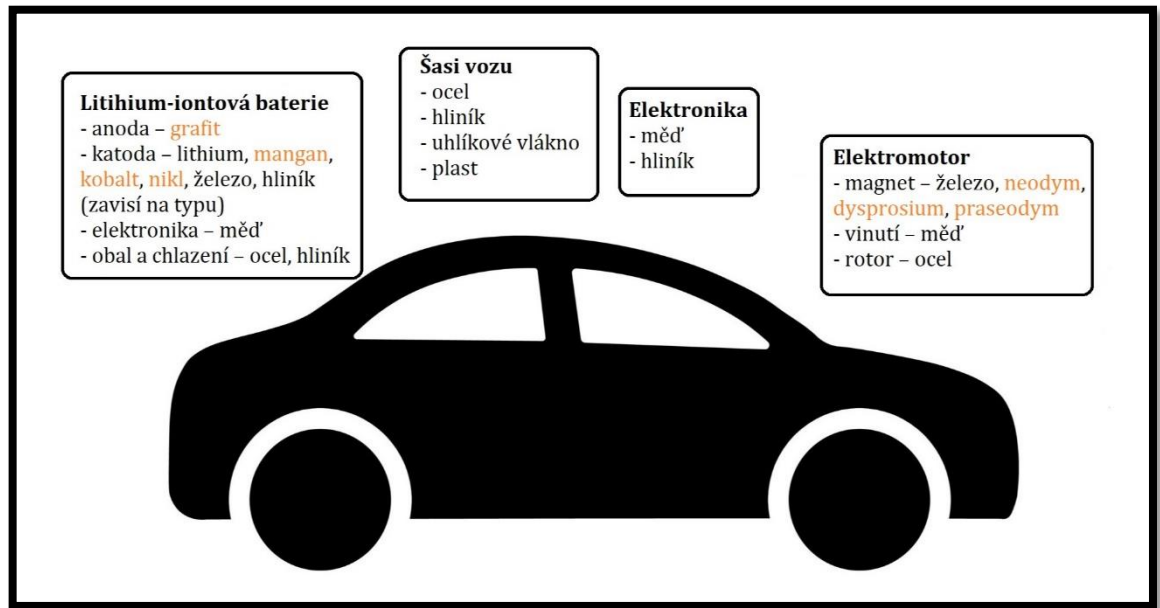 Litihium-iontová baterie
- anoda – grafit
- katoda – lithium, mangan,
kobalt, nikl, železo, hliník
(zavisí na typu)
- elektronika – měď
- obal a chlazení – ocel, hliník
Šasi vozu
- ocel
- hliník
- uhlíkové vlákno
- plast
Elektronika
- měď
- hliník
Elektromotor
- magnet – železo, neodym,
dysprosium, praseodym
- vinutí – měď
- rotor – ocel